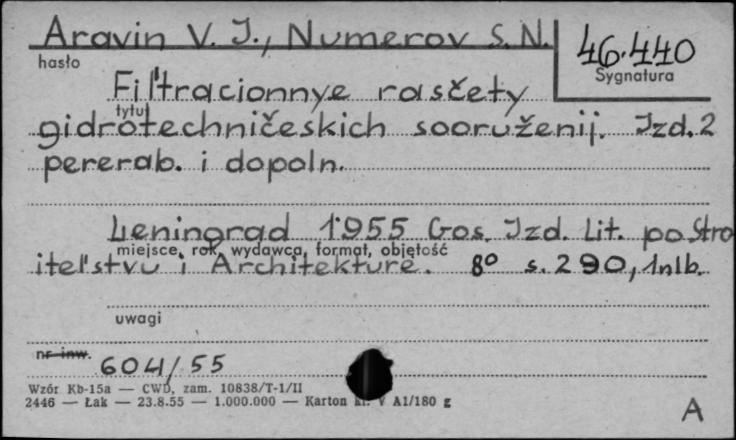 Aravin V. J., Numerov S. N.
46.440
hasło
Sygnatura
Fil'tracionnye rasčety
tytuł
gidrotechničeskich sooruženij. Izd. 2
pererab. i dopoln.
Leningrad 1955 Gos. Izd. Lit. po Stro
miejsce, rok, wydawca, format, objętość
itel'stvu i Architekture. 8° s. 290, 1nlb.
uwagi
nr inw. 604/55
Wzór Kb-15a — CWD, zam. 10838/T-1/II
2446 — Łak — 23.8.55 — 1.000.000 — Karton kl. V A1/180 g
A